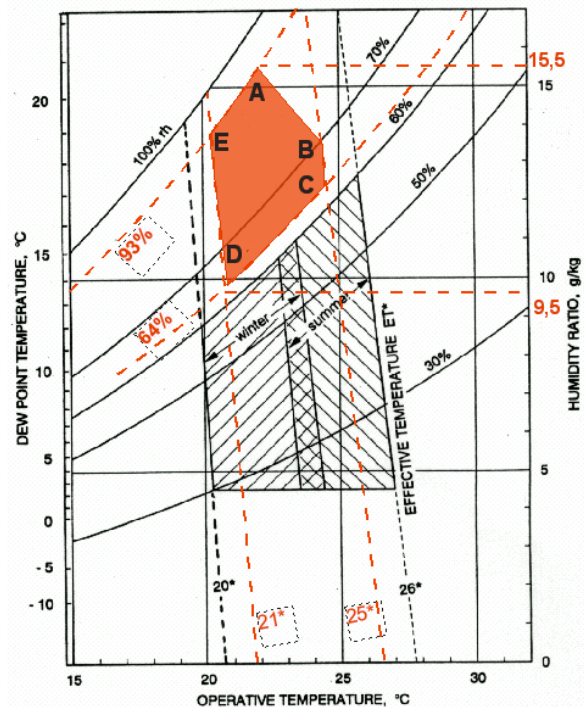 15,5
70%
20
A
15
60%
100% rh
E
B
50%
C
93%
D
15
10
64%
9,5
winter
summer
30%
10
5
5
0
- 5
20*
21*
25*
26*
- 10
0
15
20
25
30
OPERATIVE TEMPERATURE, °C
DEW POINT TEMPERATURE, °C
EFFECTIVE TEMPERATURE ET*
HUMIDITY RATIO, g/kg